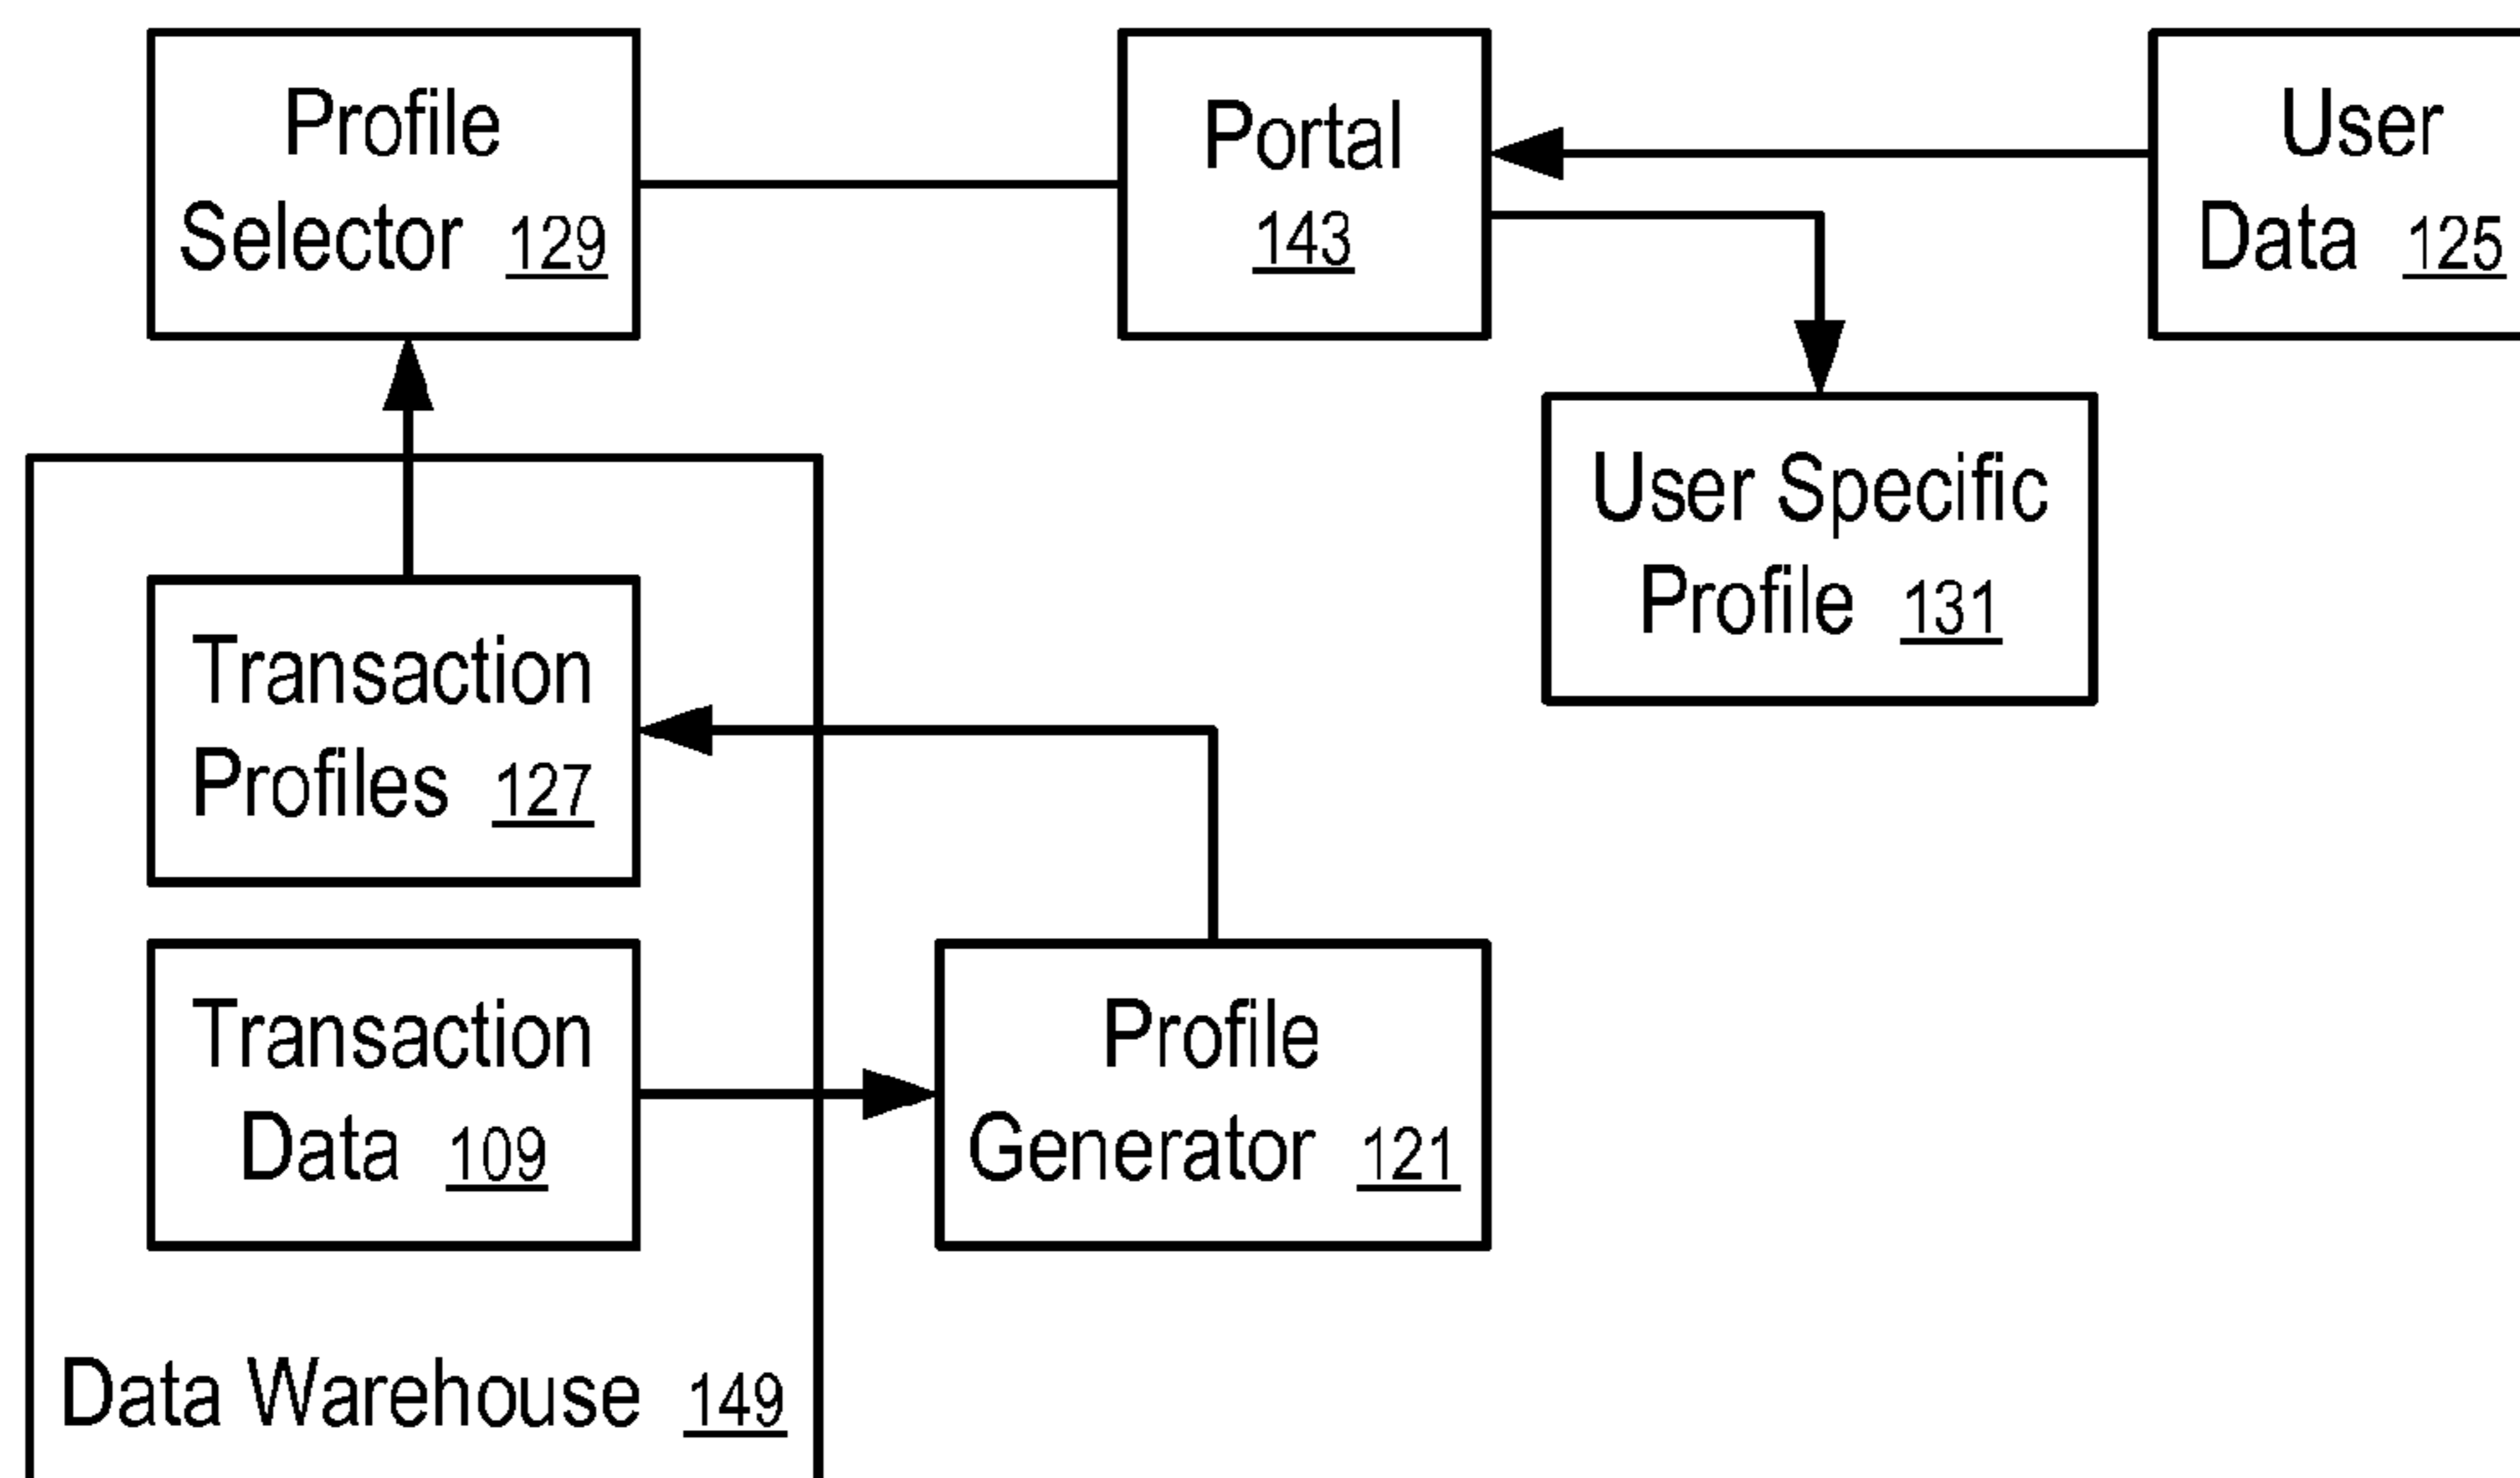 Profile
Selector 129
Portal
143
User
Data 125
User Specific
Profile 131
Transaction
Profiles 127
Transaction
Data 109
Profile
Generator 121
Data Warehouse 149